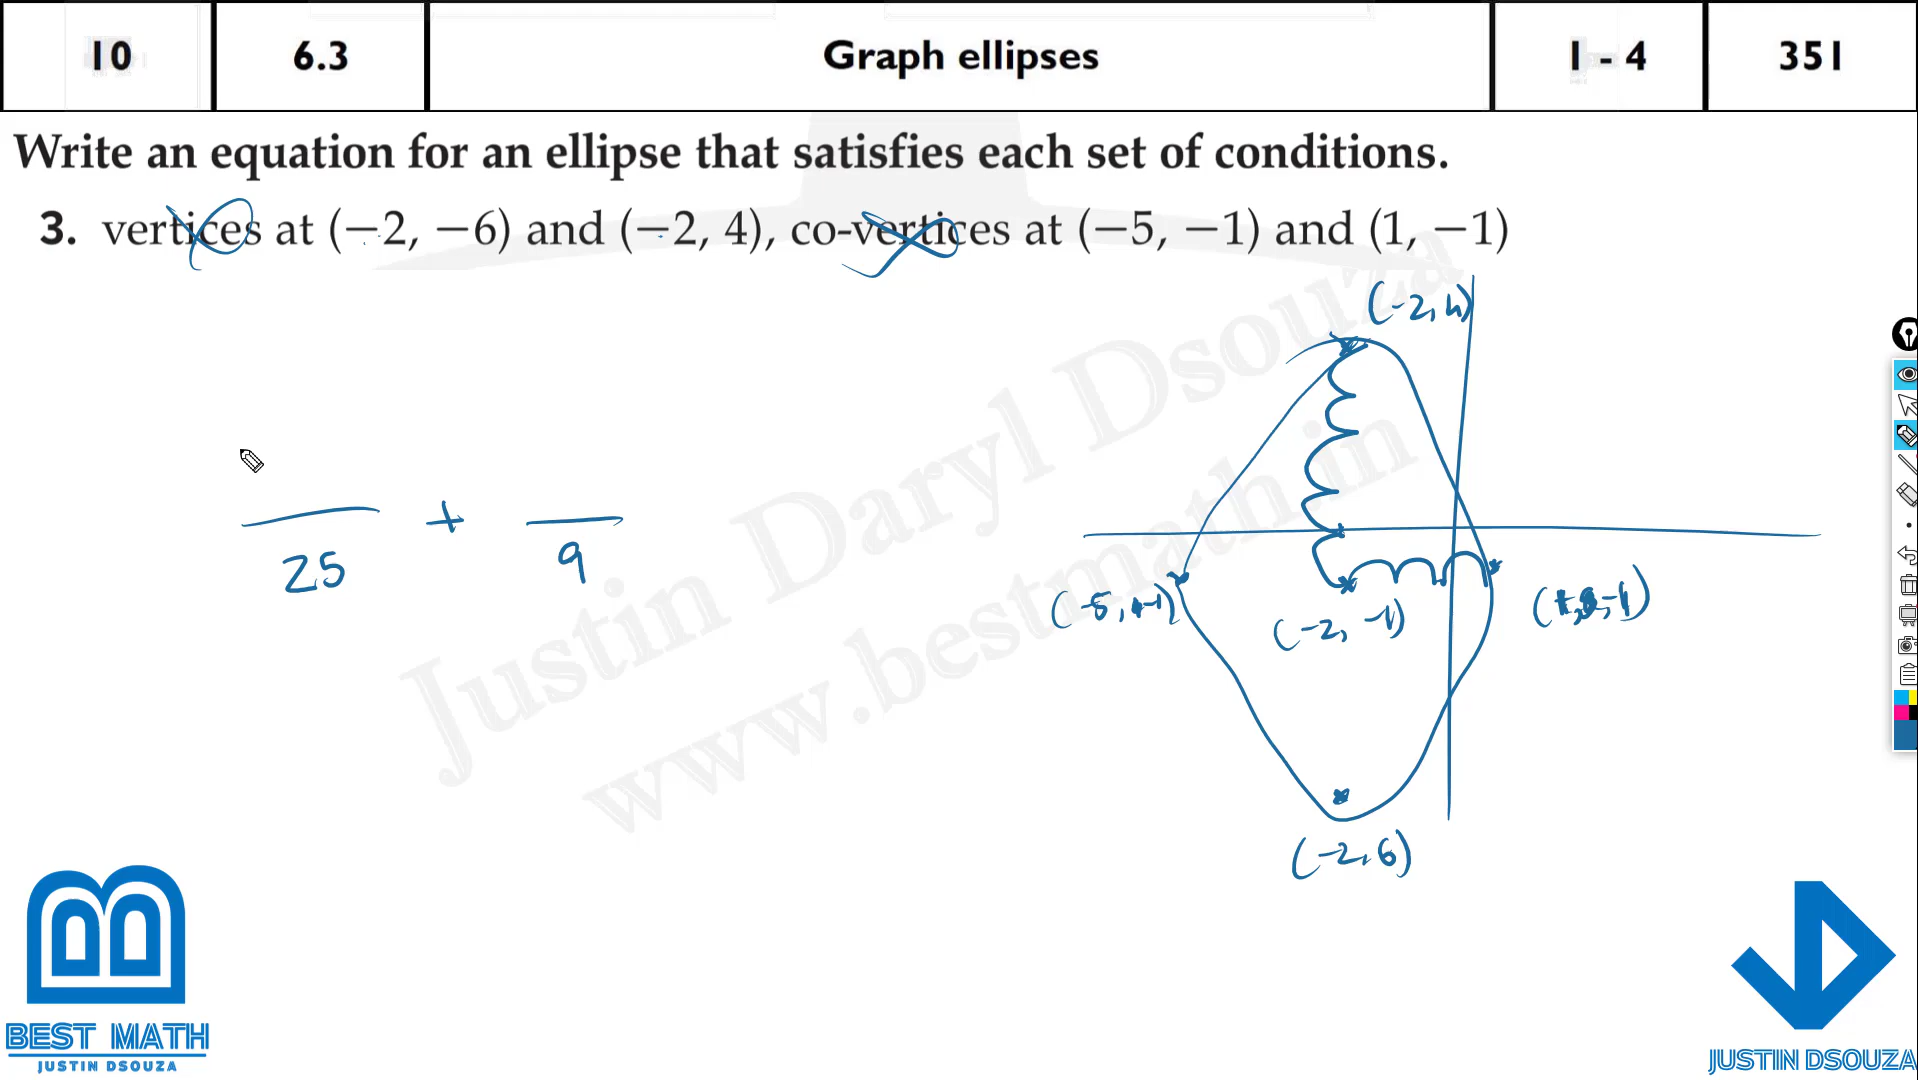 10 6.3 Graph ellipses 1 - 4 351
Write an equation for an ellipse that satisfies each set of conditions.
3. vertices at (−2, −6) and (−2, 4), co-vertices at (−5, −1) and (1, −1)
(-2, 4)
+
25 9
(-5, -1)
(-2, -1)
(-2, 6)
Justin Daryl Dsouza
www.bestmath.in
BEST MATH
JUSTIN DSOUZA
JUSTIN DSOUZA